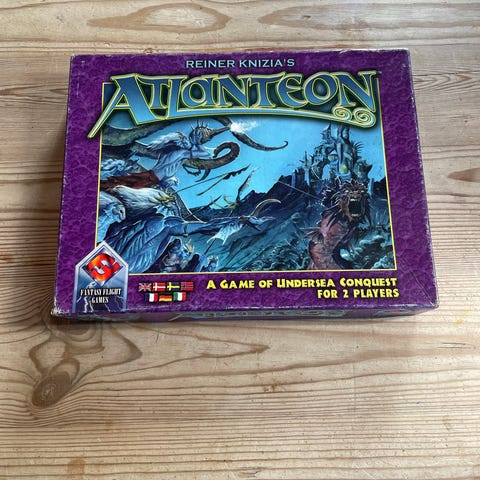 REINER KNIZIA'S
ATLANTEON
FANTASY FLIGHT
GAMES
A GAME OF UNDERSEA CONQUEST
FOR 2 PLAYERS